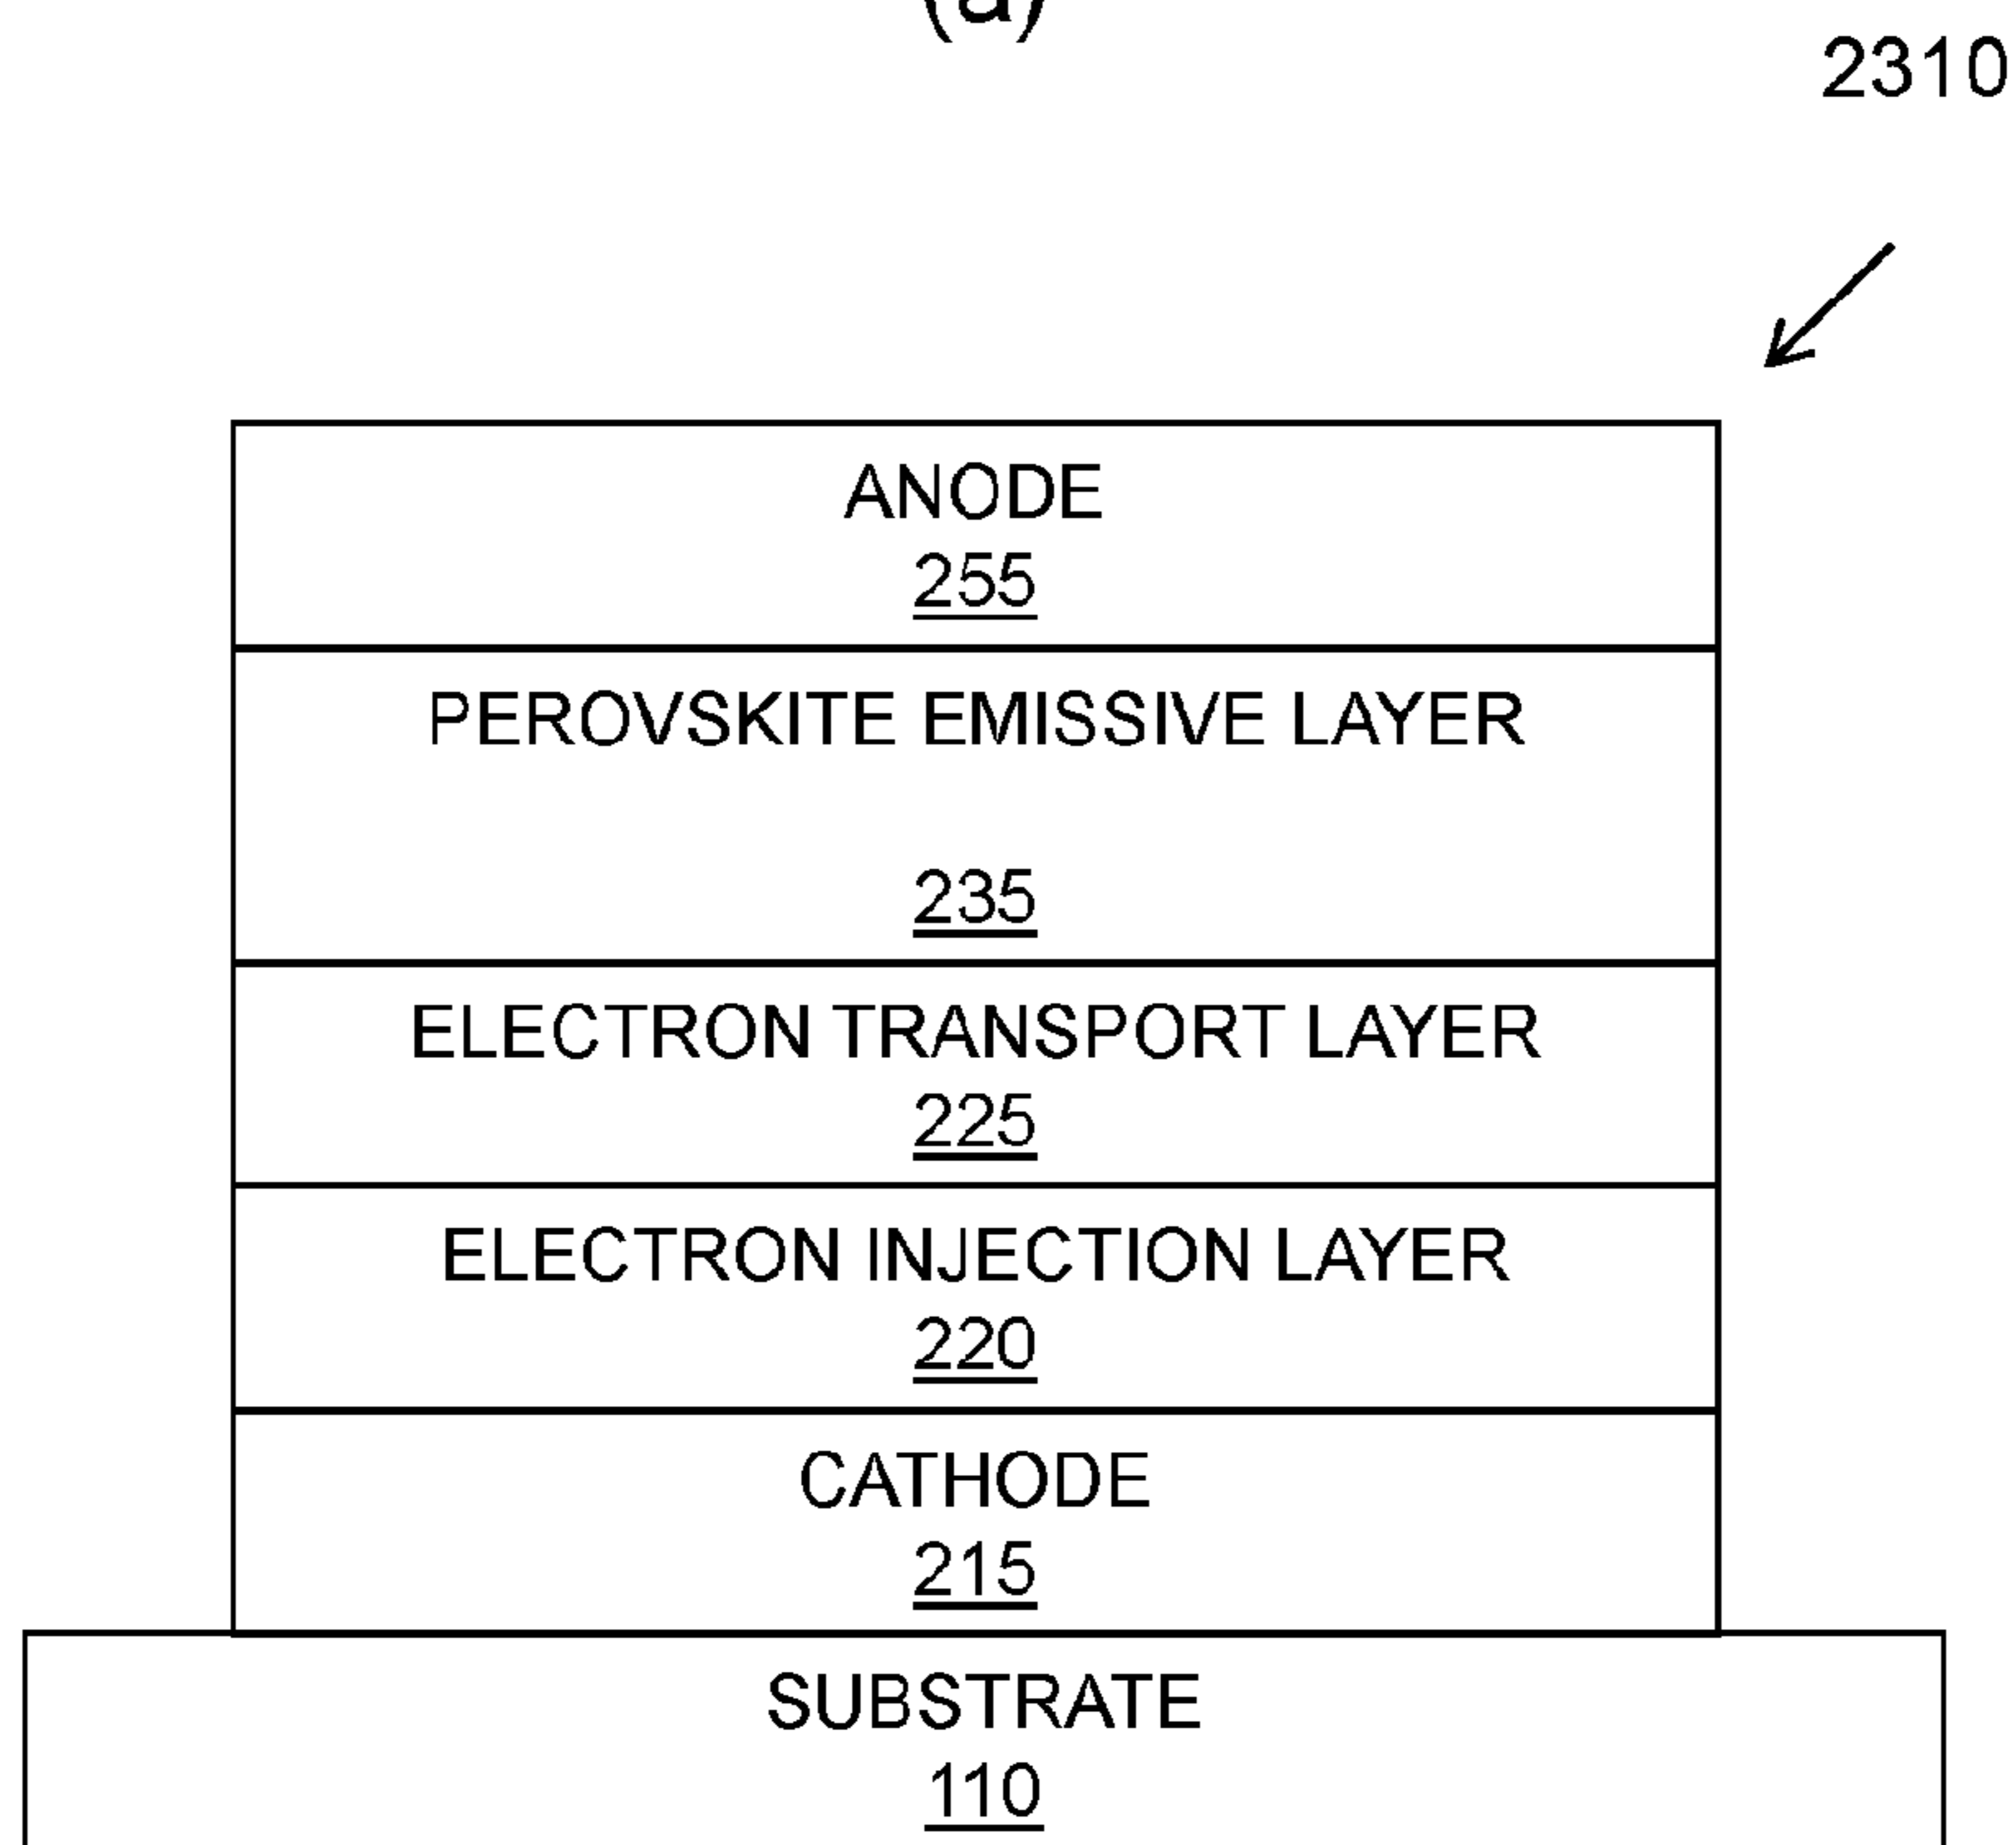 (a)
2310
ANODE
255
PEROVSKITE EMISSIVE LAYER
235
ELECTRON TRANSPORT LAYER
225
ELECTRON INJECTION LAYER
220
CATHODE
215
SUBSTRATE
110